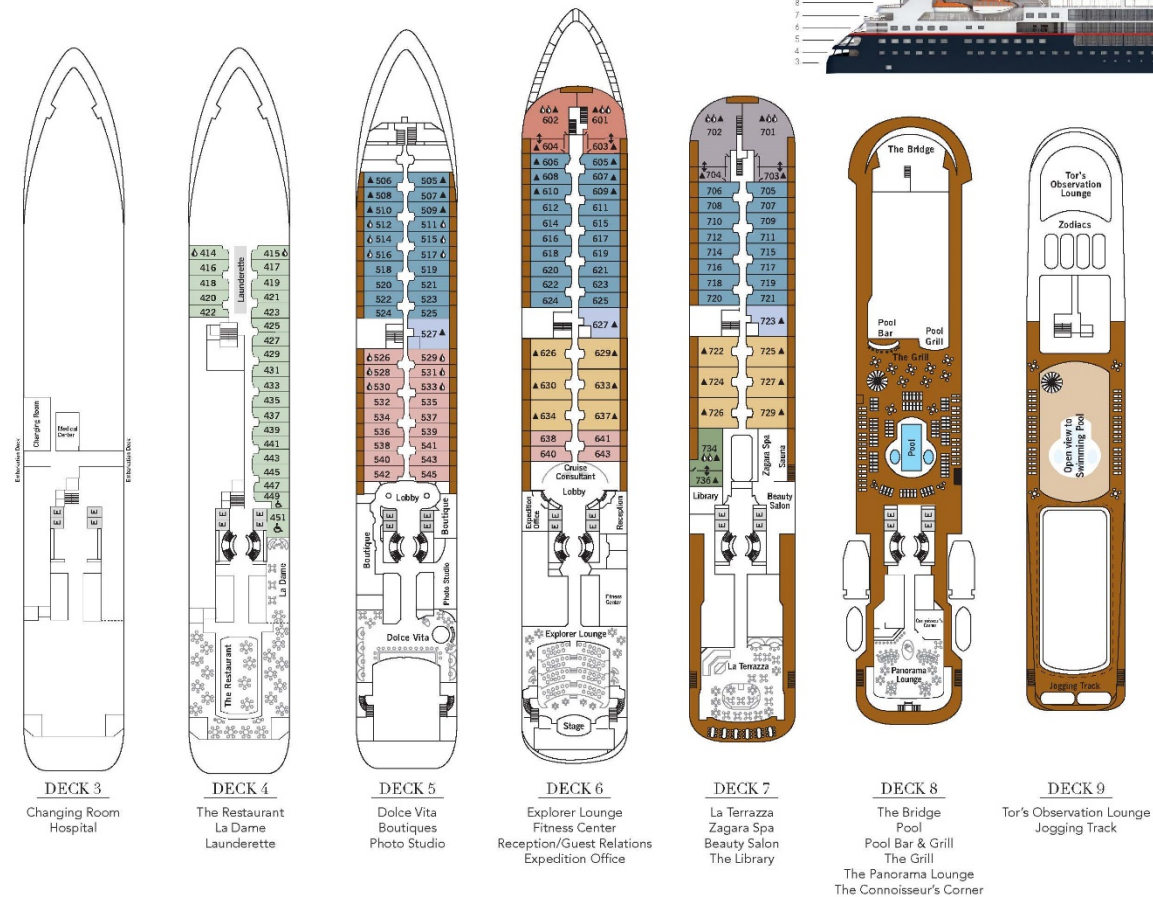 8
7
6
5
4
3
Changing Room
Medical
Center
Embarkation Deck
Embarkation Deck
DECK 3
Changing Room
Hospital
414 415
416 417
418 419
420 421
422 423
Launderette
425
427
429
431
433
435
437
439
441
443
445
447
449
451
E E
E E
La Dame
The Restaurant
DECK 4
The Restaurant
La Dame
Launderette
506 505
508 507
510 509
512 511
514 515
516 517
518 519
520 521
522 523
524 525
527
526 529
528 531
530 533
532 535
534 537
536 539
538 541
540 543
542 545
Lobby
Boutique
Boutique
E E
E E
Photo Studio
Dolce Vita
DECK 5
Dolce Vita
Boutiques
Photo Studio
602 601
604 603
606 605
608 607
610 609
612 611
614 615
616 617
618 619
620 621
622 623
624 625
627
626 629
630 633
634 637
638 641
640 643
Cruise
Consultant
Lobby
Expedition
Office
Reception
E E
E E
Fitness
Center
Explorer Lounge
Stage
DECK 6
Explorer Lounge
Fitness Center
Reception/Guest Relations
Expedition Office
702 701
704 703
706 705
708 707
710 709
712 711
714 715
716 717
718 719
720 721
723
722 725
724 727
726 729
734
736
Zagara Spa
Sauna
Library
Beauty
Salon
E E
E E
La Terrazza
DECK 7
La Terrazza
Zagara Spa
Beauty Salon
The Library
The Bridge
Pool
Bar
Pool
Grill
The Grill
Pool
E E
E E
Connoisseur's
Corner
Panorama
Lounge
DECK 8
The Bridge
Pool
Pool Bar & Grill
The Grill
The Panorama Lounge
The Connoisseur's Corner
Tor's
Observation
Lounge
Zodiacs
Open view to
Swimming Pool
Jogging Track
DECK 9
Tor's Observation Lounge
Jogging Track